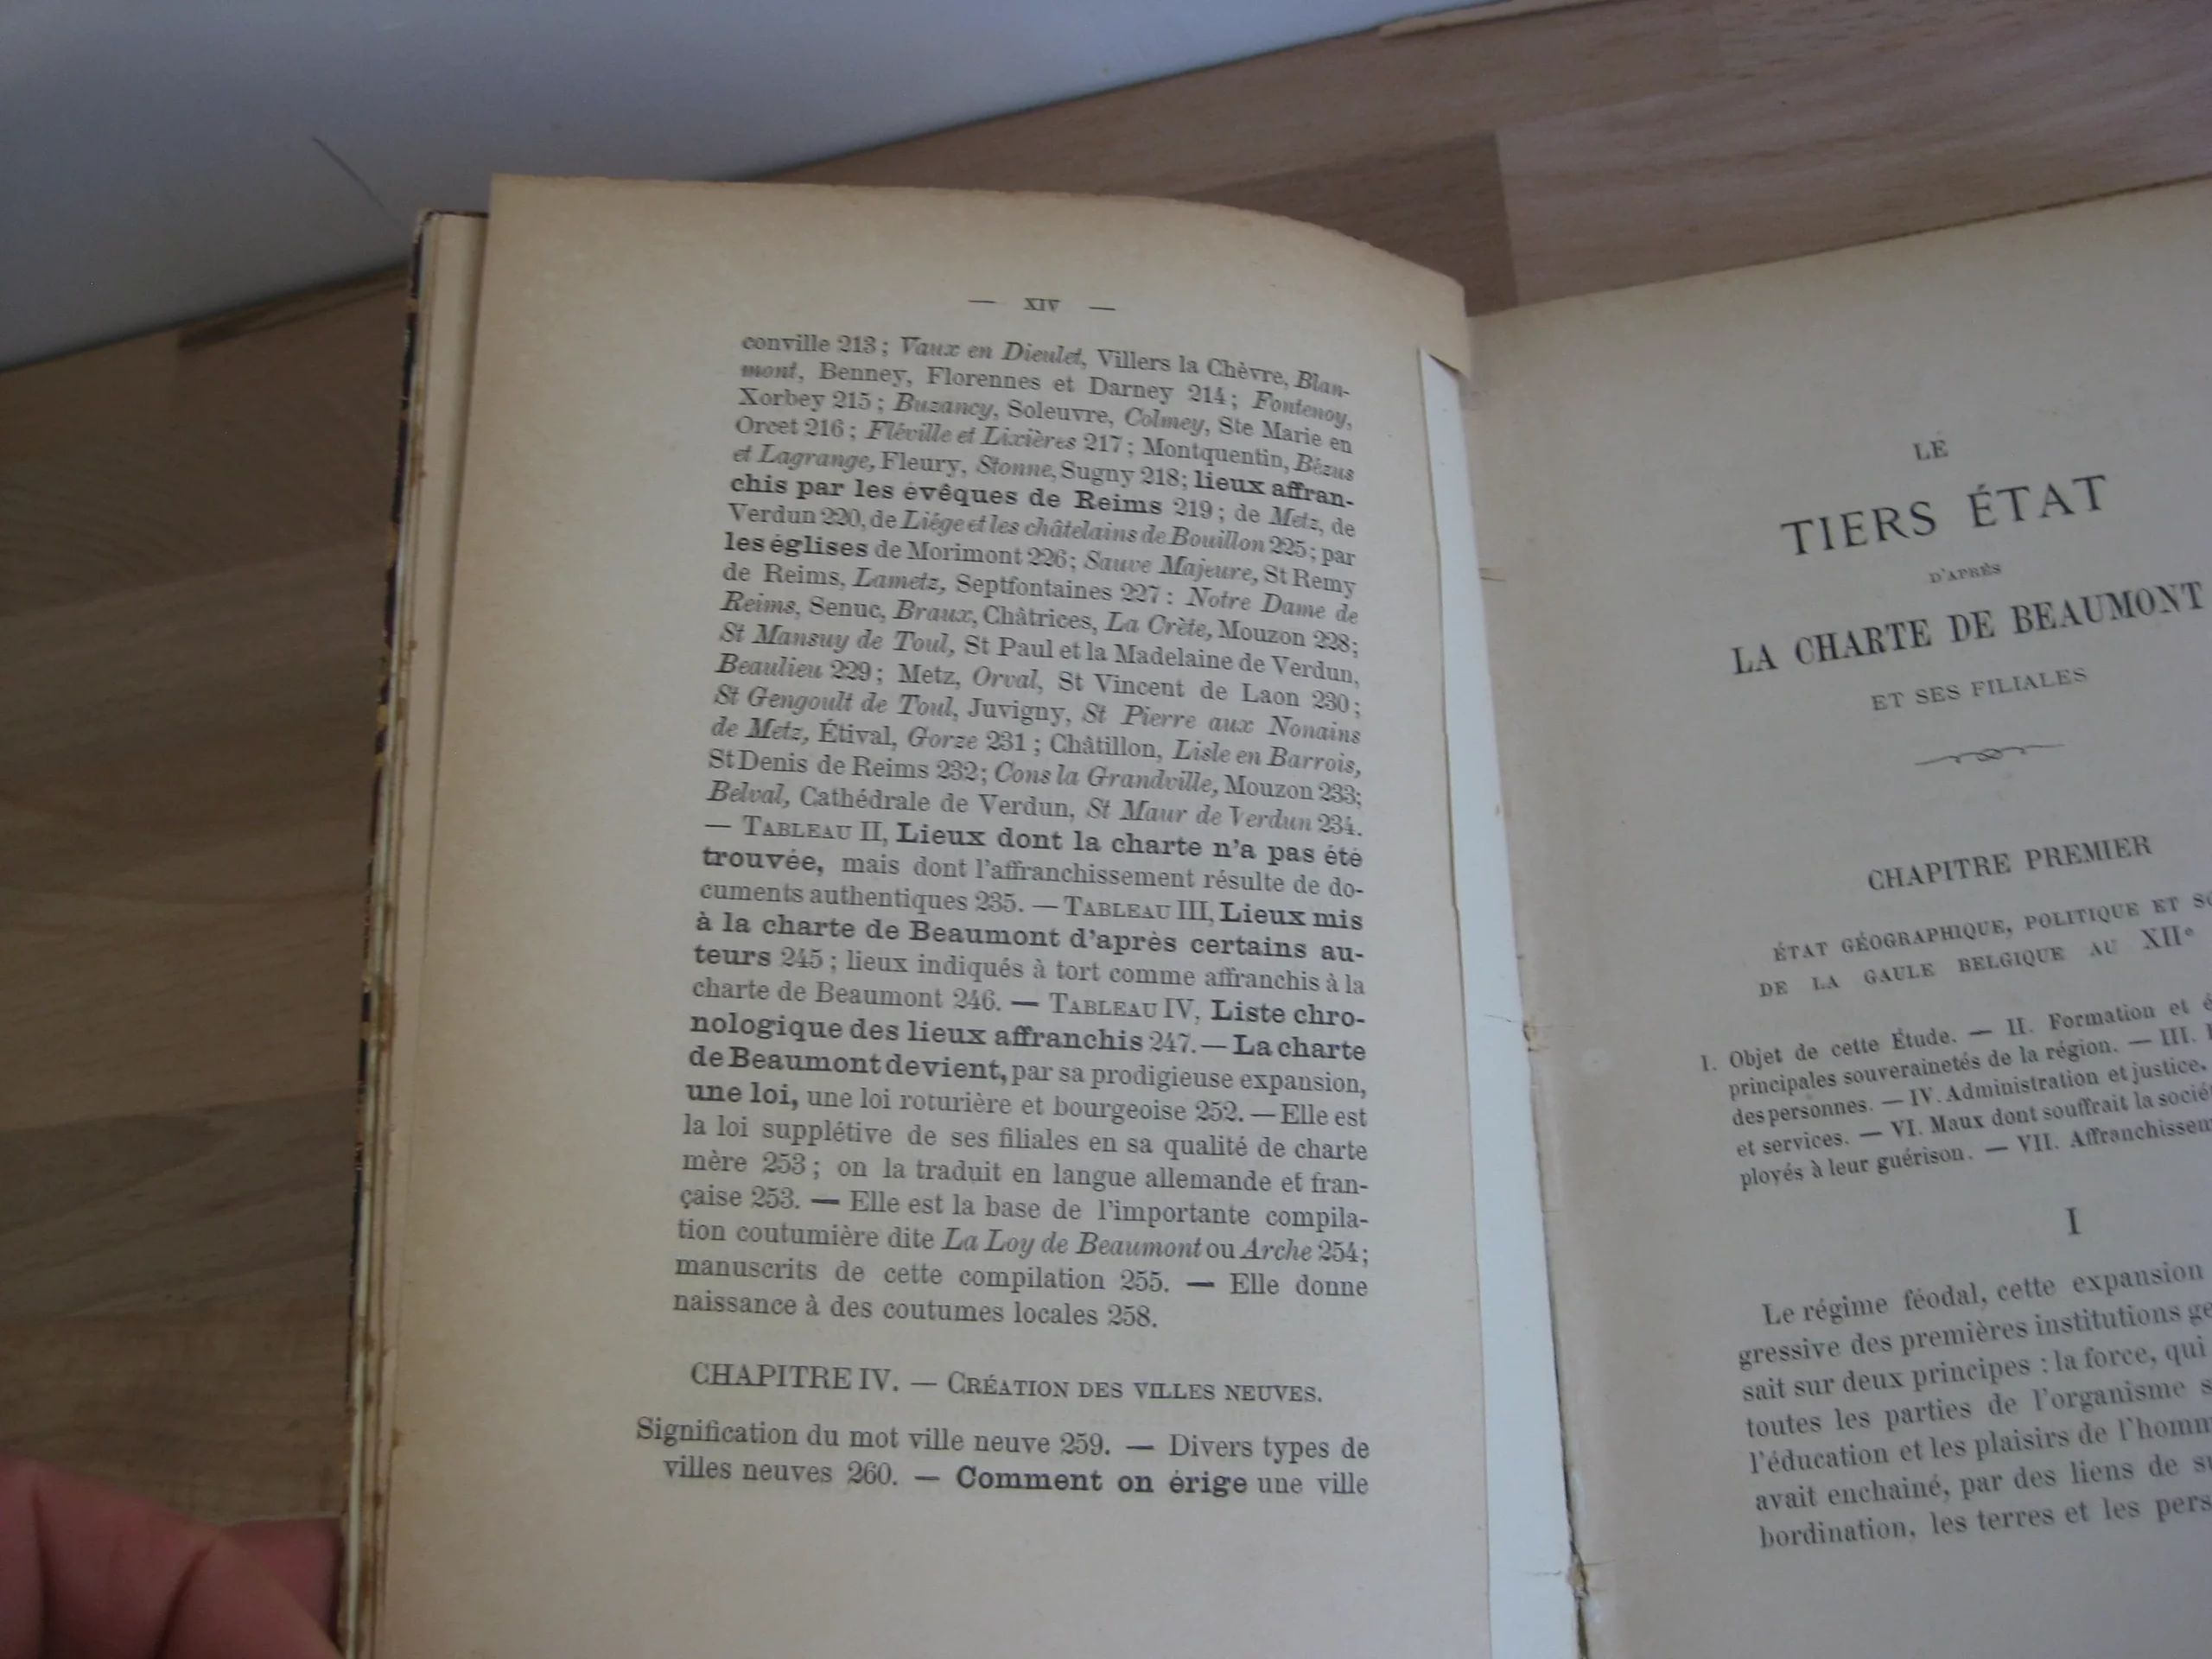 — XIV —
conville 213; Vaux en Dieulet, Villers la Chèvre, Blan-
mont, Benney, Florennes et Darney 214; Fontenoy,
Xorbey 215; Buzancy, Soleuvre, Colmey, Ste Marie en
Orcet 216; Fléville et Lixières 217; Montquentin, Bézus
et Lagrange, Fleury, Stonne, Sugny 218; lieux affran-
chis par les évêques de Reims 219; de Metz, de
Verdun 220, de Liége et les châtelains de Bouillon 225; par
les églises de Morimont 226; Sauve Majeure, St Remy
de Reims, Lametz, Septfontaines 227: Notre Dame de
Reims, Senuc, Braux, Châtrices, La Crète, Mouzon 228;
St Mansuy de Toul, St Paul et la Madelaine de Verdun,
Beaulieu 229; Metz, Orval, St Vincent de Laon 230;
St Gengoult de Toul, Juvigny, St Pierre aux Nonains
de Metz, Étival, Gorze 231; Châtillon, Lisle en Barrois,
St Denis de Reims 232; Cons la Grandville, Mouzon 233;
Belval, Cathédrale de Verdun, St Maur de Verdun 234.
— TABLEAU II, Lieux dont la charte n'a pas été
trouvée, mais dont l'affranchissement résulte de do-
cuments authentiques 235. — TABLEAU III, Lieux mis
à la charte de Beaumont d'après certains au-
teurs 245; lieux indiqués à tort comme affranchis à la
charte de Beaumont 246. — TABLEAU IV, Liste chro-
nologique des lieux affranchis 247. — La charte
de Beaumont devient, par sa prodigieuse expansion,
une loi, une loi roturière et bourgeoise 252. — Elle est
la loi supplétive de ses filiales en sa qualité de charte
mère 253; on la traduit en langue allemande et fran-
çaise 253. — Elle est la base de l'importante compila-
tion coutumière dite La Loy de Beaumont ou Arche 254;
manuscrits de cette compilation 255. — Elle donne
naissance à des coutumes locales 258.
CHAPITRE IV. — CRÉATION DES VILLES NEUVES.
Signification du mot ville neuve 259. — Divers types de
villes neuves 260. — Comment on érige une ville
LE
TIERS ÉTAT
D'APRÈS
LA CHARTE DE BEAUMONT
ET SES FILIALES
CHAPITRE PREMIER
ÉTAT GÉOGRAPHIQUE, POLITIQUE ET
DE LA GAULE BELGIQUE AU XIIe
I. Objet de cette Étude. — II. Formation et
principales souverainetés de la région. — III.
des personnes. — IV. Administration et justice.
et services. — VI. Maux dont souffrait la sociét
ployés à leur guérison. — VII. Affranchissem
I
Le régime féodal, cette expansion
gressive des premières institutions ge
sait sur deux principes : la force, qui
toutes les parties de l'organisme s
l'éducation et les plaisirs de l'homm
avait enchainé, par des liens de su
bordination, les terres et les pers